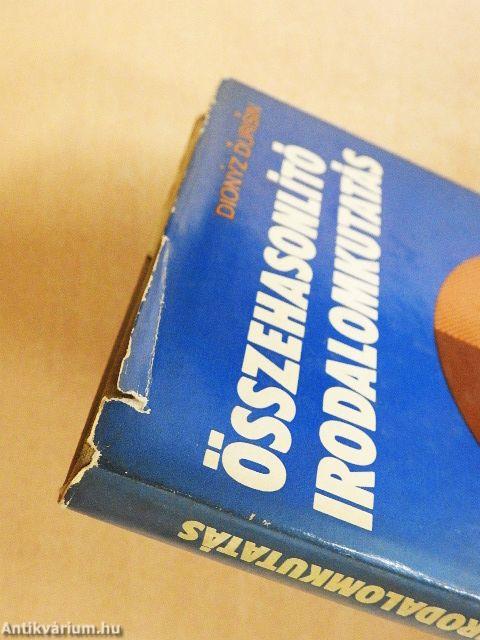 DIONÝZ ĎURIŠIN
ÖSSZEHASONLÍTÓ
IRODALOMKUTATÁS
IRODALOMKUTATÁS
Antikvárium.hu